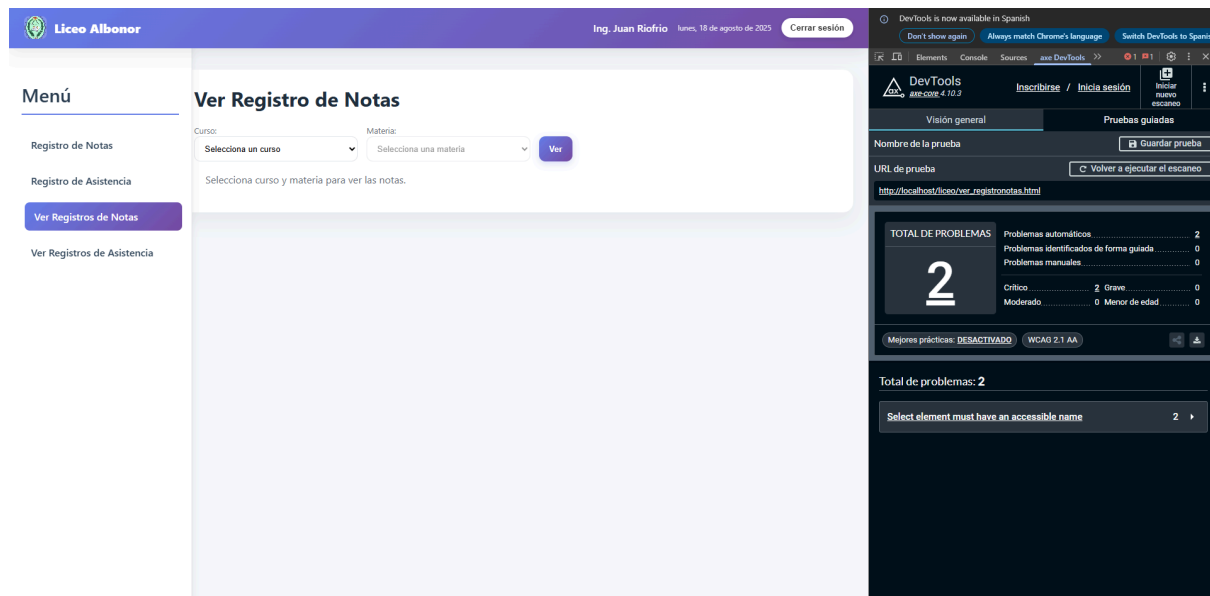 Liceo Albonor
Ing. Juan Riofrio lunes, 18 de agosto de 2025 Cerrar sesión
Menú
Registro de Notas
Registro de Asistencia
Ver Registros de Notas
Ver Registros de Asistencia
Ver Registro de Notas
Curso: Materia:
Selecciona un curso Selecciona una materia Ver
Selecciona curso y materia para ver las notas.
DevTools is now available in Spanish
Don't show again Always match Chrome's language Switch DevTools to Spanis
Elements Console Sources axe DevTools 1 1
ax DevTools
axe-core 4.10.3
Inscribirse / Inicia sesión
Iniciar nuevo escaneo
Visión general Pruebas guiadas
Nombre de la prueba Guardar prueba
URL de prueba Volver a ejecutar el escaneo
http://localhost/liceo/ver_registronotas.html
TOTAL DE PROBLEMAS
2
Problemas automáticos 2
Problemas identificados de forma guiada 0
Problemas manuales 0
Crítico 2 Grave 0
Moderado 0 Menor de edad 0
Mejores prácticas: DESACTIVADO WCAG 2.1 AA
Total de problemas: 2
Select element must have an accessible name 2